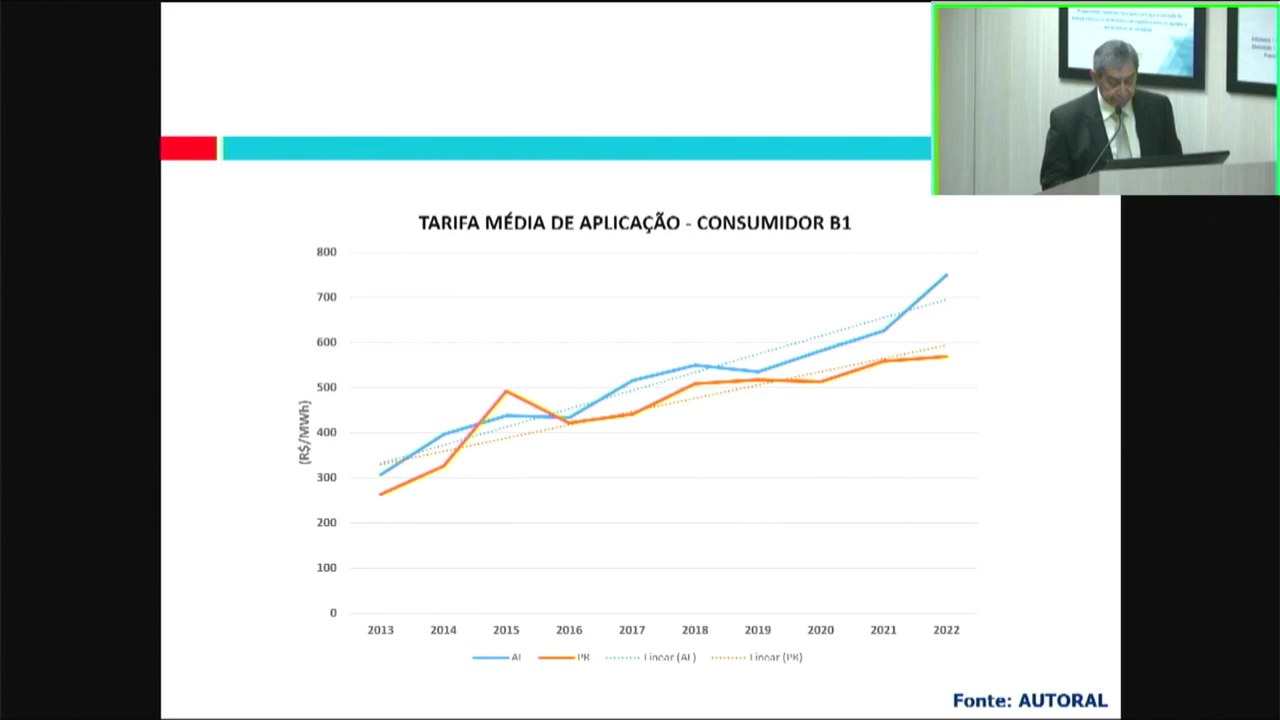 TARIFA MÉDIA DE APLICAÇÃO - CONSUMIDOR B1
800
700
600
500
400
300
200
100
0
(R$/MWh)
2013 2014 2015 2016 2017 2018 2019 2020 2021 2022
AL PR Linear (AL) Linear (PR)
Fonte: AUTORAL